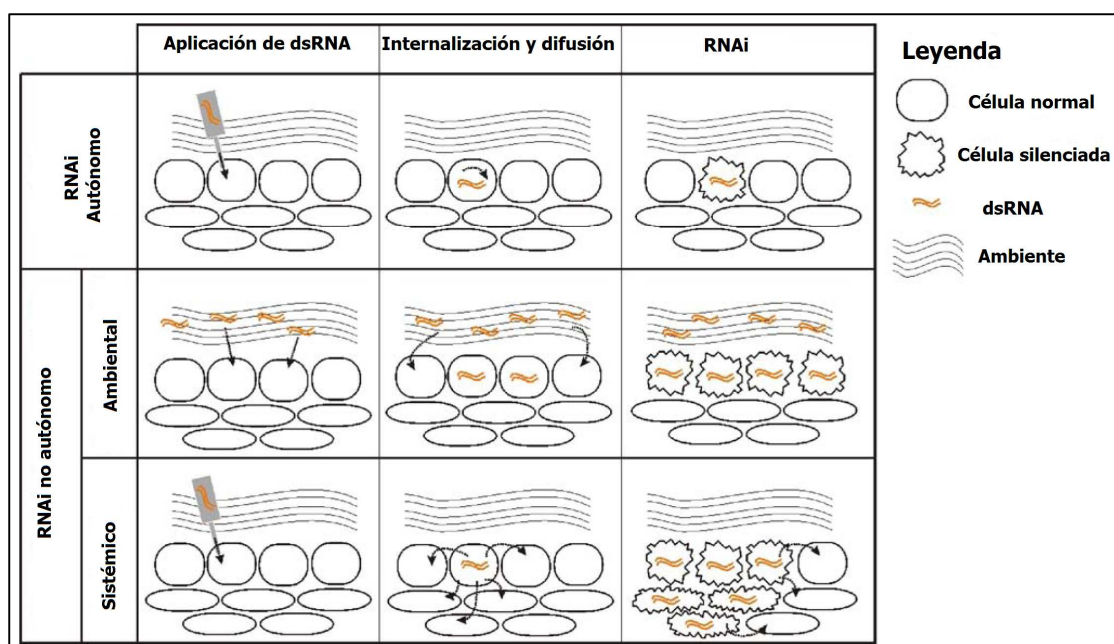 Aplicación de dsRNA
Internalización y difusión
RNAi
Leyenda
Célula normal
Célula silenciada
dsRNA
Ambiente
RNAi
Autónomo
RNAi no autónomo
Ambiental
Sistémico